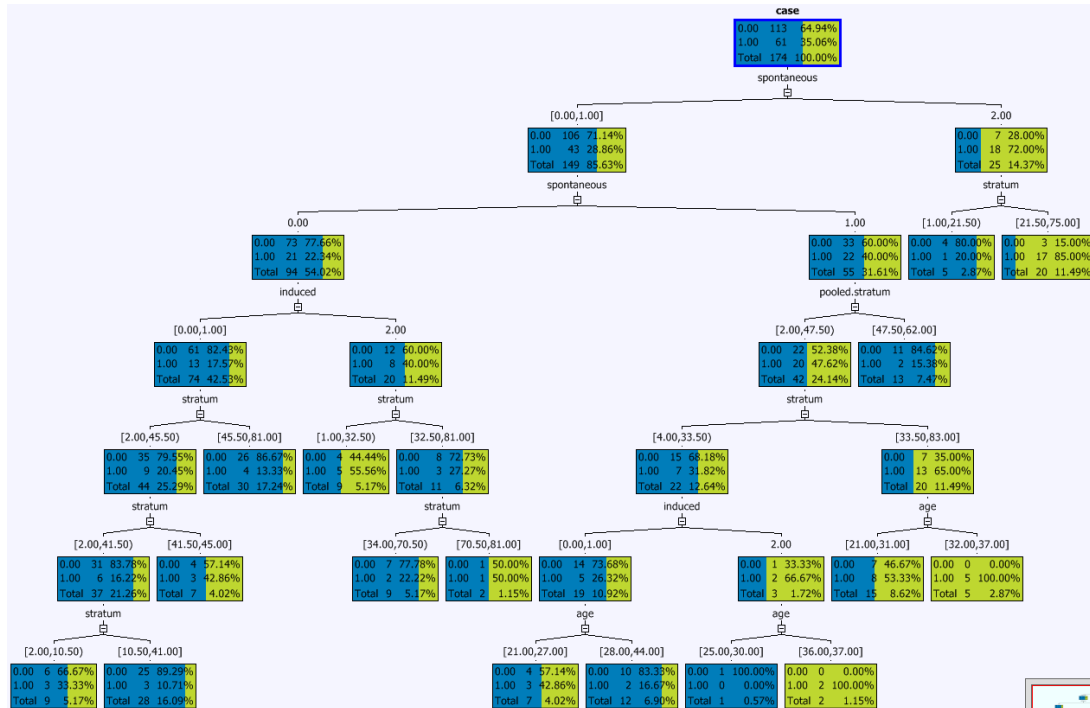 case
0.00 113 64.94%
1.00 61 35.06%
Total 174 100.00%
spontaneous
[0.00,1.00]
2.00
0.00 106 71.14%
1.00 43 28.86%
Total 149 85.63%
0.00 7 28.00%
1.00 18 72.00%
Total 25 14.37%
spontaneous
stratum
0.00
1.00
[1.00,21.50)
[21.50,75.00]
0.00 73 77.66%
1.00 21 22.34%
Total 94 54.02%
0.00 33 60.00%
1.00 22 40.00%
Total 55 31.61%
0.00 4 80.00%
1.00 1 20.00%
Total 5 2.87%
0.00 3 15.00%
1.00 17 85.00%
Total 20 11.49%
induced
pooled.stratum
[0.00,1.00]
2.00
[2.00,47.50)
[47.50,62.00]
0.00 61 82.43%
1.00 13 17.57%
Total 74 42.53%
0.00 12 60.00%
1.00 8 40.00%
Total 20 11.49%
0.00 22 52.38%
1.00 20 47.62%
Total 42 24.14%
0.00 11 84.62%
1.00 2 15.38%
Total 13 7.47%
stratum
stratum
stratum
[2.00,45.50)
[45.50,81.00]
[1.00,32.50)
[32.50,81.00]
[4.00,33.50)
[33.50,83.00]
0.00 35 79.55%
1.00 9 20.45%
Total 44 25.29%
0.00 26 86.67%
1.00 4 13.33%
Total 30 17.24%
0.00 4 44.44%
1.00 5 55.56%
Total 9 5.17%
0.00 8 72.73%
1.00 3 27.27%
Total 11 6.32%
0.00 15 68.18%
1.00 7 31.82%
Total 22 12.64%
0.00 7 35.00%
1.00 13 65.00%
Total 20 11.49%
stratum
stratum
induced
age
[2.00,41.50)
[41.50,45.00]
[34.00,70.50)
[70.50,81.00]
[0.00,1.00]
2.00
[21.00,31.00]
[32.00,37.00]
0.00 31 83.78%
1.00 6 16.22%
Total 37 21.26%
0.00 4 57.14%
1.00 3 42.86%
Total 7 4.02%
0.00 7 77.78%
1.00 2 22.22%
Total 9 5.17%
0.00 1 50.00%
1.00 1 50.00%
Total 2 1.15%
0.00 14 73.68%
1.00 5 26.32%
Total 19 10.92%
0.00 1 33.33%
1.00 2 66.67%
Total 3 1.72%
0.00 7 46.67%
1.00 8 53.33%
Total 15 8.62%
0.00 0 0.00%
1.00 5 100.00%
Total 5 2.87%
stratum
age
age
[2.00,10.50)
[10.50,41.00]
[21.00,27.00]
[28.00,44.00]
[25.00,30.00]
[36.00,37.00]
0.00 6 66.67%
1.00 3 33.33%
Total 9 5.17%
0.00 25 89.29%
1.00 3 10.71%
Total 28 16.09%
0.00 4 57.14%
1.00 3 42.86%
Total 7 4.02%
0.00 10 83.33%
1.00 2 16.67%
Total 12 6.90%
0.00 1 100.00%
1.00 0 0.00%
Total 1 0.57%
0.00 0 0.00%
1.00 2 100.00%
Total 2 1.15%